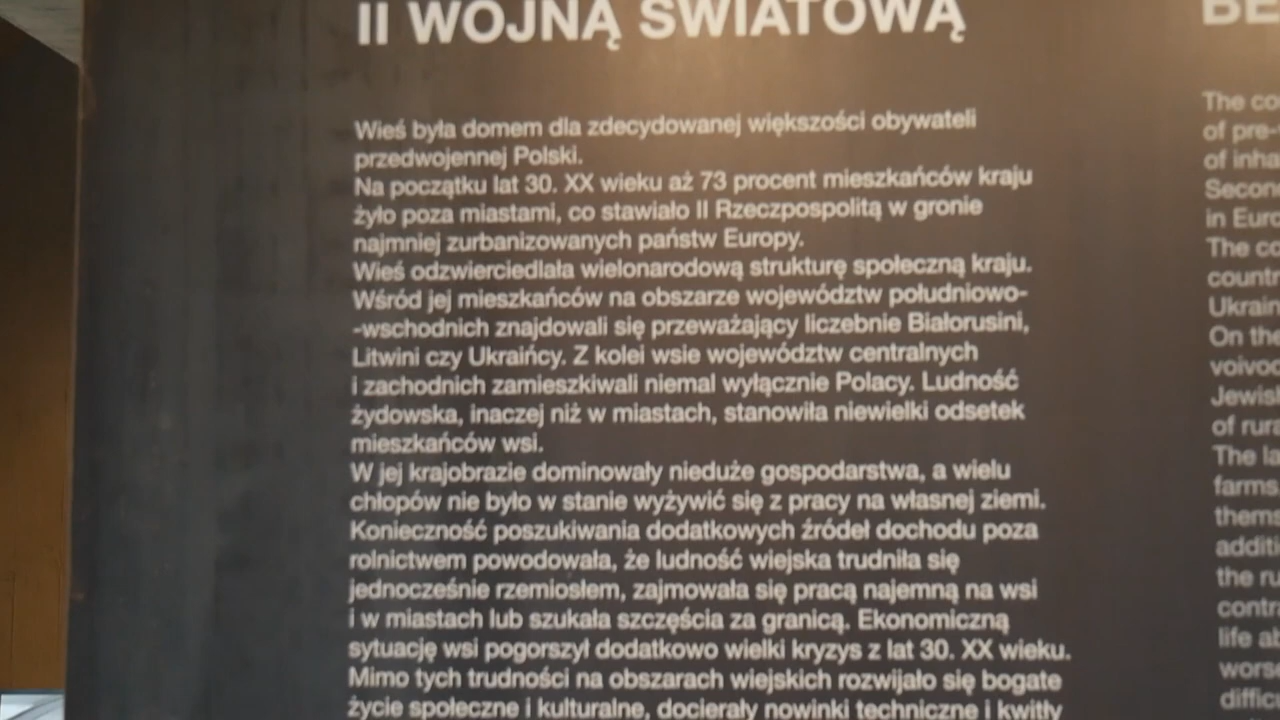 II WOJNĄ ŚWIATOWĄ
Wieś była domem dla zdecydowanej większości obywateli
przedwojennej Polski.
Na początku lat 30. XX wieku aż 73 procent mieszkańców kraju
żyło poza miastami, co stawiało II Rzeczpospolitą w gronie
najmniej zurbanizowanych państw Europy.
Wieś odzwierciedlała wielonarodową strukturę społeczną kraju.
Wśród jej mieszkańców na obszarze województw południowo-
-wschodnich znajdowali się przeważający liczebnie Białorusini,
Litwini czy Ukraińcy. Z kolei wsie województw centralnych
i zachodnich zamieszkiwali niemal wyłącznie Polacy. Ludność
żydowska, inaczej niż w miastach, stanowiła niewielki odsetek
mieszkańców wsi.
W jej krajobrazie dominowały nieduże gospodarstwa, a wielu
chłopów nie było w stanie wyżywić się z pracy na własnej ziemi.
Konieczność poszukiwania dodatkowych źródeł dochodu poza
rolnictwem powodowała, że ludność wiejska trudniła się
jednocześnie rzemiosłem, zajmowała się pracą najemną na wsi
i w miastach lub szukała szczęścia za granicą. Ekonomiczną
sytuację wsi pogorszył dodatkowo wielki kryzys z lat 30. XX wieku.
Mimo tych trudności na obszarach wiejskich rozwijało się bogate
życie społeczne i kulturalne, docierały nowinki techniczne i kwitły
BE
The co
of pre-
of inha
Secon
in Euro
The co
countr
Ukrain
On the
voivod
Jewish
of rura
The la
farms
thems
additi
the ru
contr
life al
worse
diffic